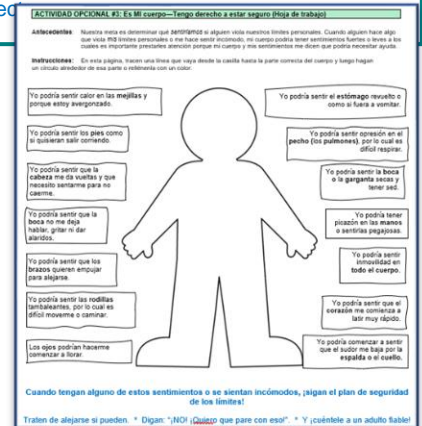 ACTIVIDAD OPCIONAL #3: Es MI cuerpo—Tengo derecho a estar seguro (Hoja de trabajo)
Antecedentes: Nuestra meta es determinar qué sentiríamos si alguien viola nuestros límites personales. Cuando alguien hace algo
que viola mis límites personales o me hace sentir incómodo, mi cuerpo podría tener sentimientos fuertes o leves a los
cuales es importante prestarles atención porque mi cuerpo y mis sentimientos me dicen que podría necesitar ayuda.
Instrucciones: En esta página, tracen una línea que vaya desde la casilla hasta la parte correcta del cuerpo y luego hagan
un círculo alrededor de esa parte o rellénenla con un color.
Yo podría sentir calor en las mejillas y
porque estoy avergonzado.
Yo podría sentir los pies como
si quisieran salir corriendo.
Yo podría sentir que la
cabeza me da vueltas y que
necesito sentarme para no
caerme.
Yo podría sentir que la
boca no me deja
hablar, gritar ni dar
alaridos.
Yo podría sentir que los
brazos quieren empujar
para alejarse.
Yo podría sentir las rodillas
tambaleantes, por lo cual es
difícil moverme o caminar.
Los ojos podrían hacerme
comenzar a llorar.
Yo podría sentir el estómago revuelto o
como si fuera a vomitar.
Yo podría sentir opresión en el
pecho (los pulmones), por lo cual es
difícil respirar.
Yo podría sentir la boca
o la garganta secas y
tener sed.
Yo podría tener
picazón en las manos
o sentirlas pegajosas.
Yo podría sentir
inmovilidad en
todo el cuerpo.
Yo podría sentir que el
corazón me comienza a
latir muy rápido.
Yo podría comenzar a sentir
que el sudor me baja por la
espalda o el cuello.
Cuando tengan alguno de estos sentimientos o se sientan incómodos, ¡sigan el plan de seguridad
de los límites!
Traten de alejarse si pueden. * Digan: "¡NO! ¡Quiero que pare con eso!". * Y ¡cuéntele a un adulto fiable!